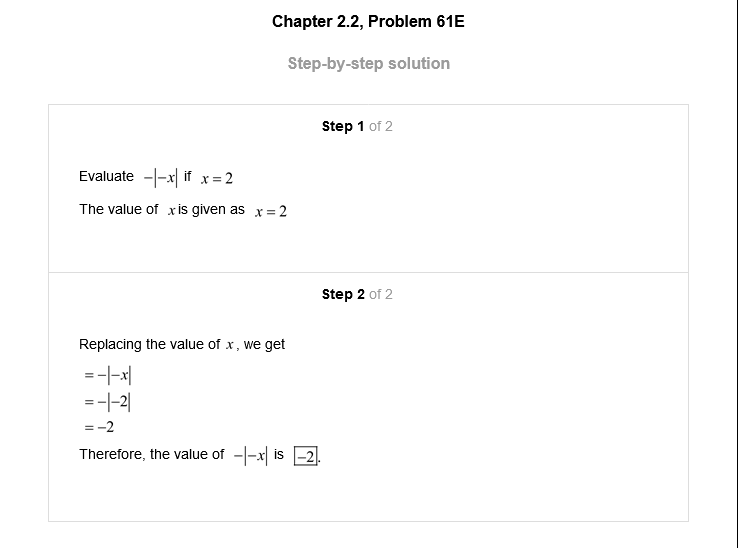 Chapter 2.2, Problem 61E
Step-by-step solution
Step 1 of 2
Evaluate −|−x| if x = 2
The value of x is given as x = 2
Step 2 of 2
Replacing the value of x, we get
= −|−x|
= −|−2|
= −2
Therefore, the value of −|−x| is −2.